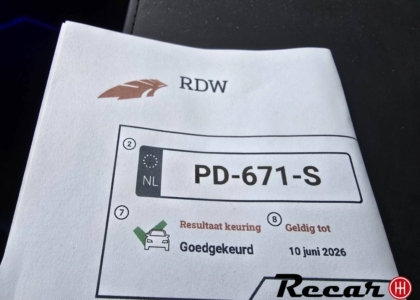 RDW
2
NL
PD-671-S
7
Resultaat keuring
Goedgekeurd
8
Geldig tot
10 juni 2026
Recar